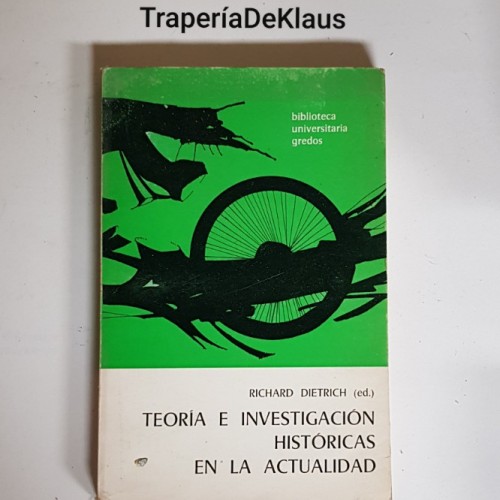 TraperíaDeKlaus
biblioteca
universitaria
gredos
RICHARD DIETRICH (ed.)
TEORÍA E INVESTIGACIÓN
HISTÓRICAS
EN LA ACTUALIDAD